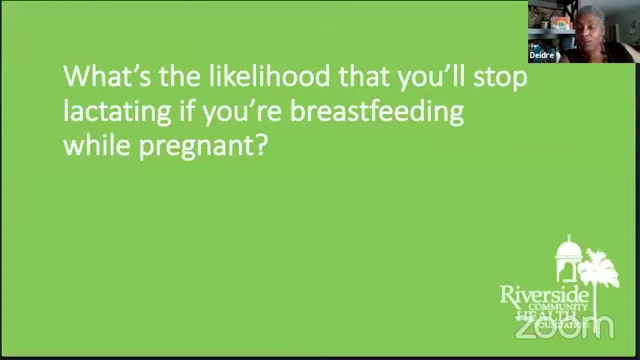 Deidre
What's the likelihood that you'll stop
lactating if you're breastfeeding
while pregnant?
Riverside
COMMUNITY
HEALTH
FOUNDATION
zoom